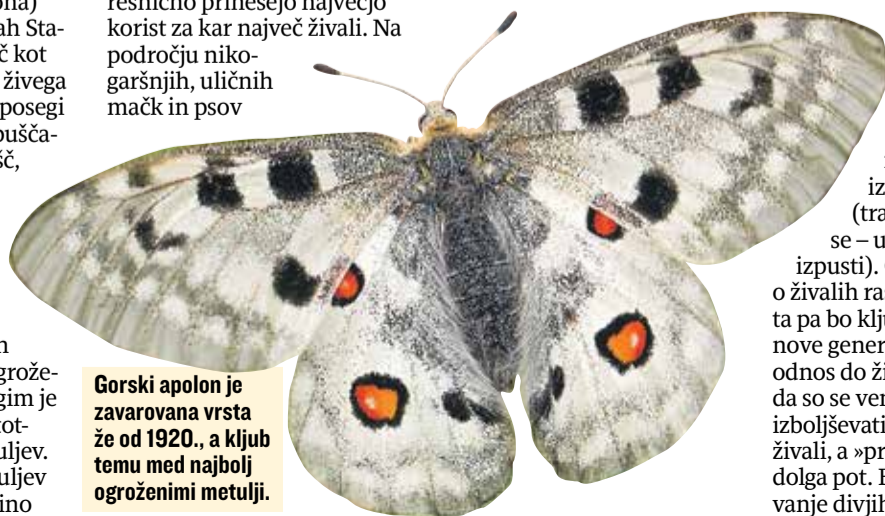 ona)
ah Sta-
č kot
živega
posegi
pušča-
šč,
grože-
gim je
tot-
uljev.
uljev
ino
resnično prinesejo največjo
korist za kar največ živali. Na
področju niko-
garšnjih, uličnih
mačk in psov
Gorski apolon je
zavarovana vrsta
že od 1920., a kljub
temu med najbolj
ogroženimi metulji.
iz
(tra
se – u
izpusti).
o živalih ra
ta pa bo klju
nove gener
odnos do ži
da so se ver
izboljševati
živali, a »pr
dolga pot.
vanje divjih